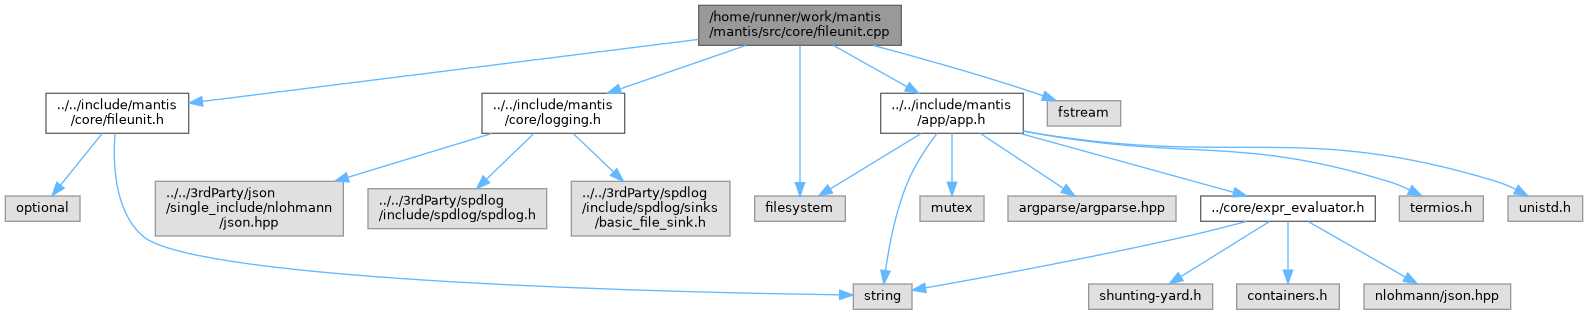 /home/runner/work/mantis
/mantis/src/core/fileunit.cpp
../../include/mantis
/core/fileunit.h
../../include/mantis
/core/logging.h
../../include/mantis
/app/app.h
fstream
optional
../../3rdParty/json
/single_include/nlohmann
/json.hpp
../../3rdParty/spdlog
/include/spdlog/spdlog.h
../../3rdParty/spdlog
/include/spdlog/sinks
/basic_file_sink.h
filesystem
mutex
argparse/argparse.hpp
../core/expr_evaluator.h
termios.h
unistd.h
string
shunting-yard.h
containers.h
nlohmann/json.hpp